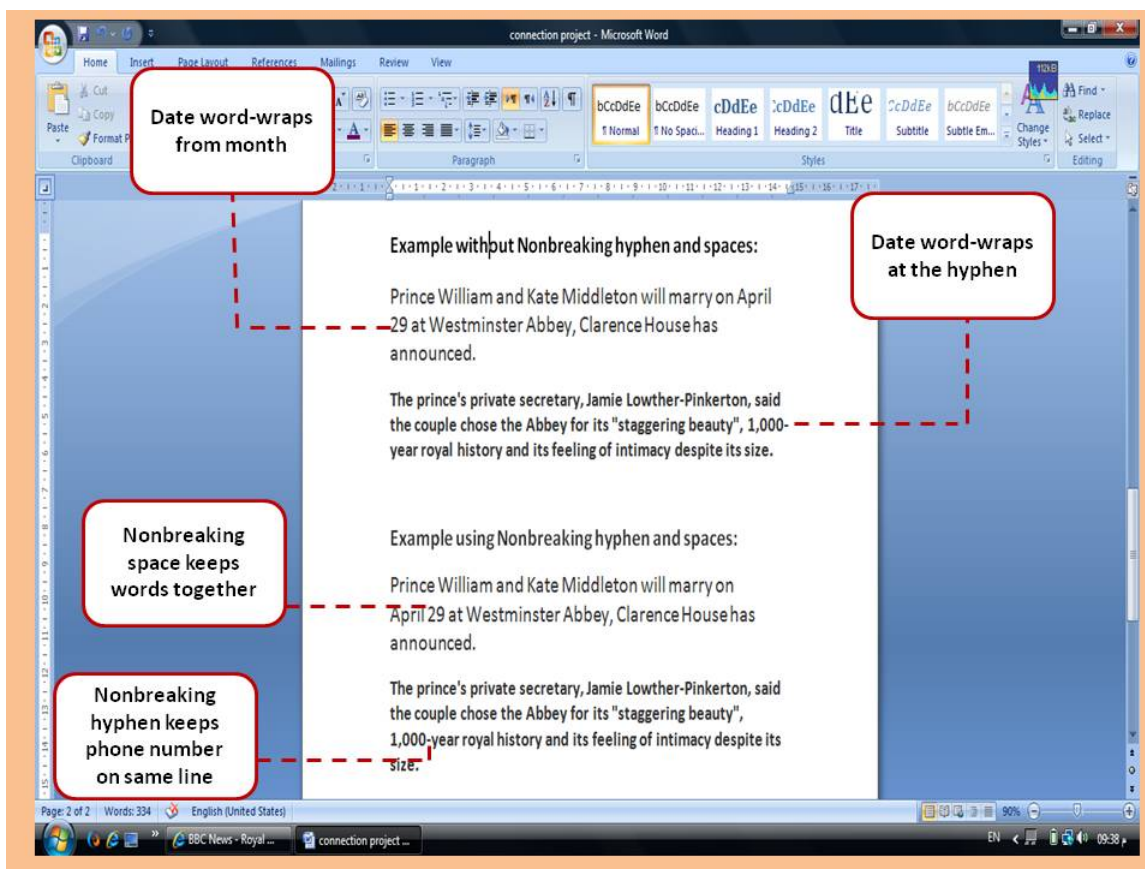 connection project - Microsoft Word
Home Insert Page Layout References Mailings Review View
Cut
Copy
Format
Paste
Clipboard
Paragraph
bCcDdEe bCcDdEe cDdEe CcDdEe dEe CcDdEe bCcDdEe
¶ Normal ¶ No Spaci... Heading 1 Heading 2 Title Subtitle Subtle Em...
Change
Styles
Styles
112kB
Find
Replace
Select
Editing
Date word-wraps
from month
Date word-wraps
at the hyphen
Example without Nonbreaking hyphen and spaces:
Prince William and Kate Middleton will marry on April
29 at Westminster Abbey, Clarence House has
announced.
The prince's private secretary, Jamie Lowther-Pinkerton, said
the couple chose the Abbey for its "staggering beauty", 1,000-
year royal history and its feeling of intimacy despite its size.
Nonbreaking
space keeps
words together
Example using Nonbreaking hyphen and spaces:
Prince William and Kate Middleton will marry on
April 29 at Westminster Abbey, Clarence House has
announced.
Nonbreaking
hyphen keeps
phone number
on same line
The prince's private secretary, Jamie Lowther-Pinkerton, said
the couple chose the Abbey for its "staggering beauty",
1,000-year royal history and its feeling of intimacy despite its
size.
Page: 2 of 2 Words: 334 English (United States) 90%
BBC News - Royal ... connection project ... EN 09:38 م